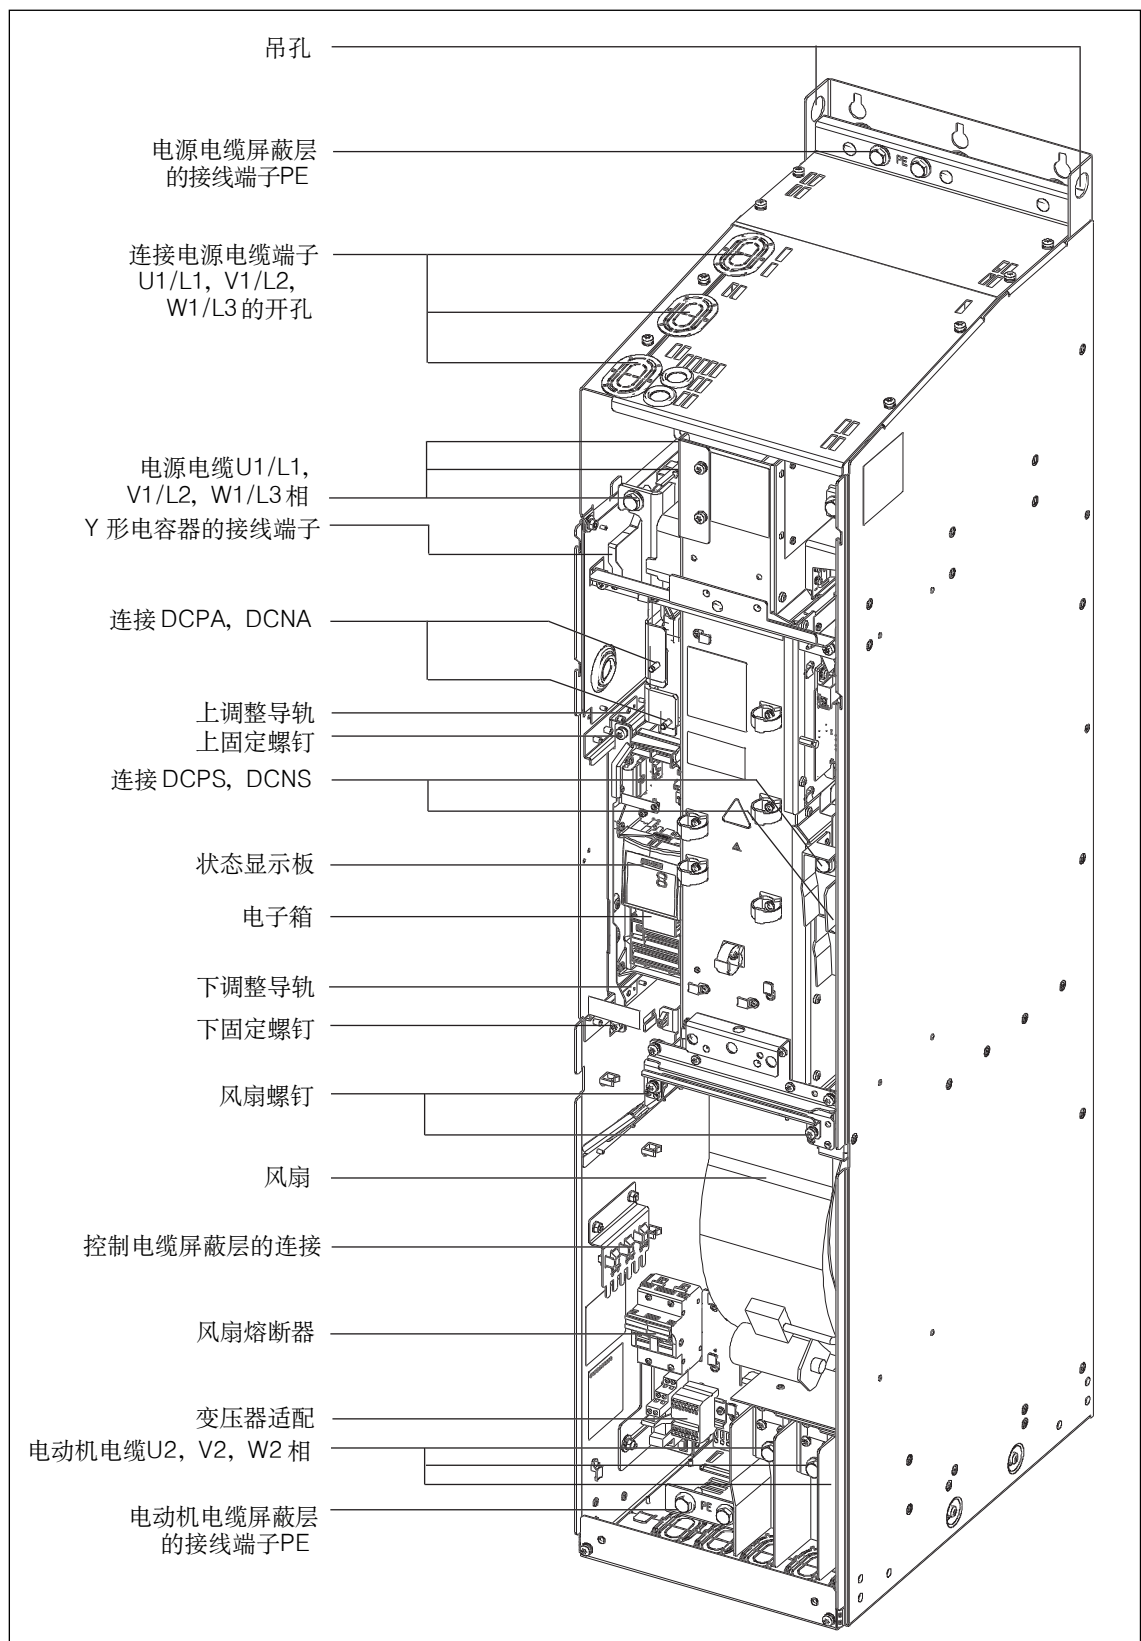 吊孔
电源电缆屏蔽层
的接线端子PE
PE
连接电源电缆端子
U1/L1, V1/L2,
W1/L3的开孔
电源电缆U1/L1,
V1/L2, W1/L3相
Y 形电容器的接线端子
连接 DCPA, DCNA
上调整导轨
上固定螺钉
连接 DCPS, DCNS
状态显示板
电子箱
下调整导轨
下固定螺钉
风扇螺钉
风扇
控制电缆屏蔽层的连接
风扇熔断器
变压器适配
电动机电缆U2, V2, W2 相
电动机电缆屏蔽层
的接线端子PE
PE